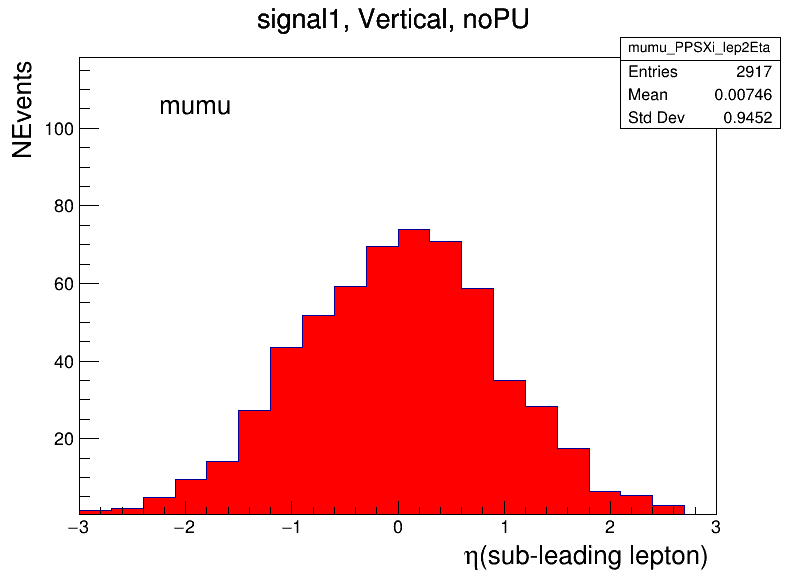 signal1, Vertical, noPU
mumu_PPSXi_lep2Eta
Entries 2917
Mean 0.00746
Std Dev 0.9452
NEvents
mumu
100
80
60
40
20
−3 −2 −1 0 1 2 3
η(sub-leading lepton)